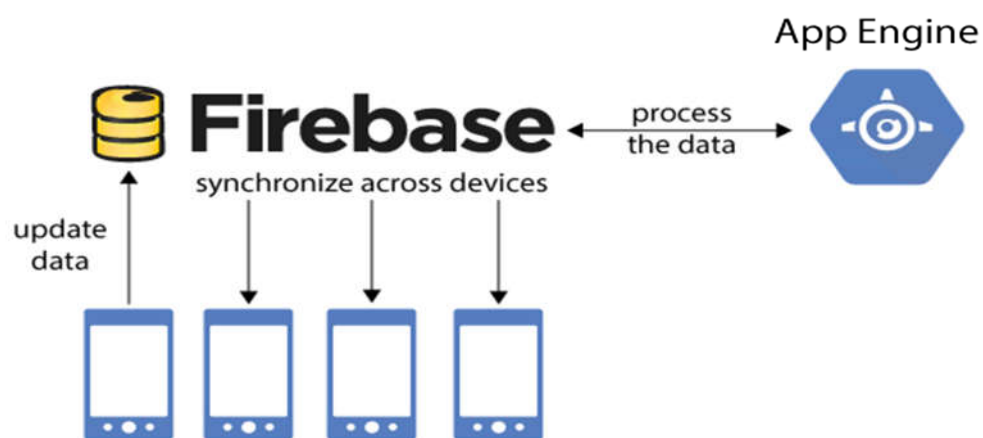 App Engine
Firebase
process
the data
synchronize across devices
update
data